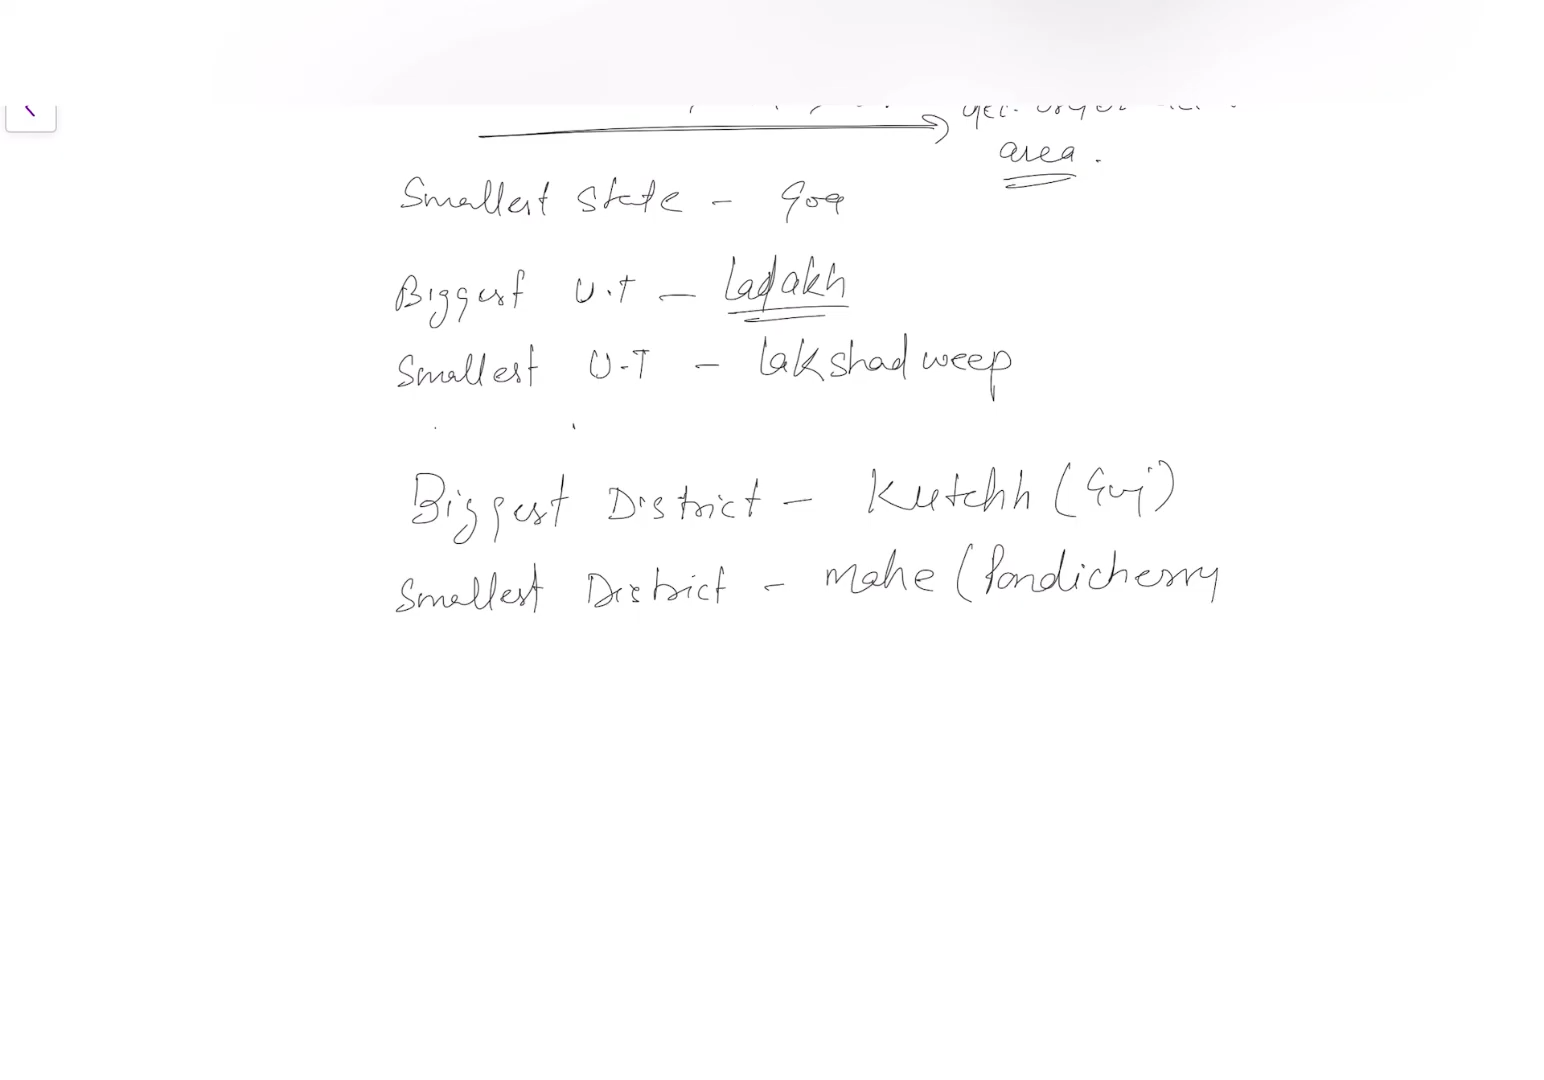 area.
Smallest state - Goa
Biggest U.T - Ladakh
Smallest U.T - Lakshadweep
Biggest District - Kutchh (Guj)
Smallest District - Mahe (Pondicherry